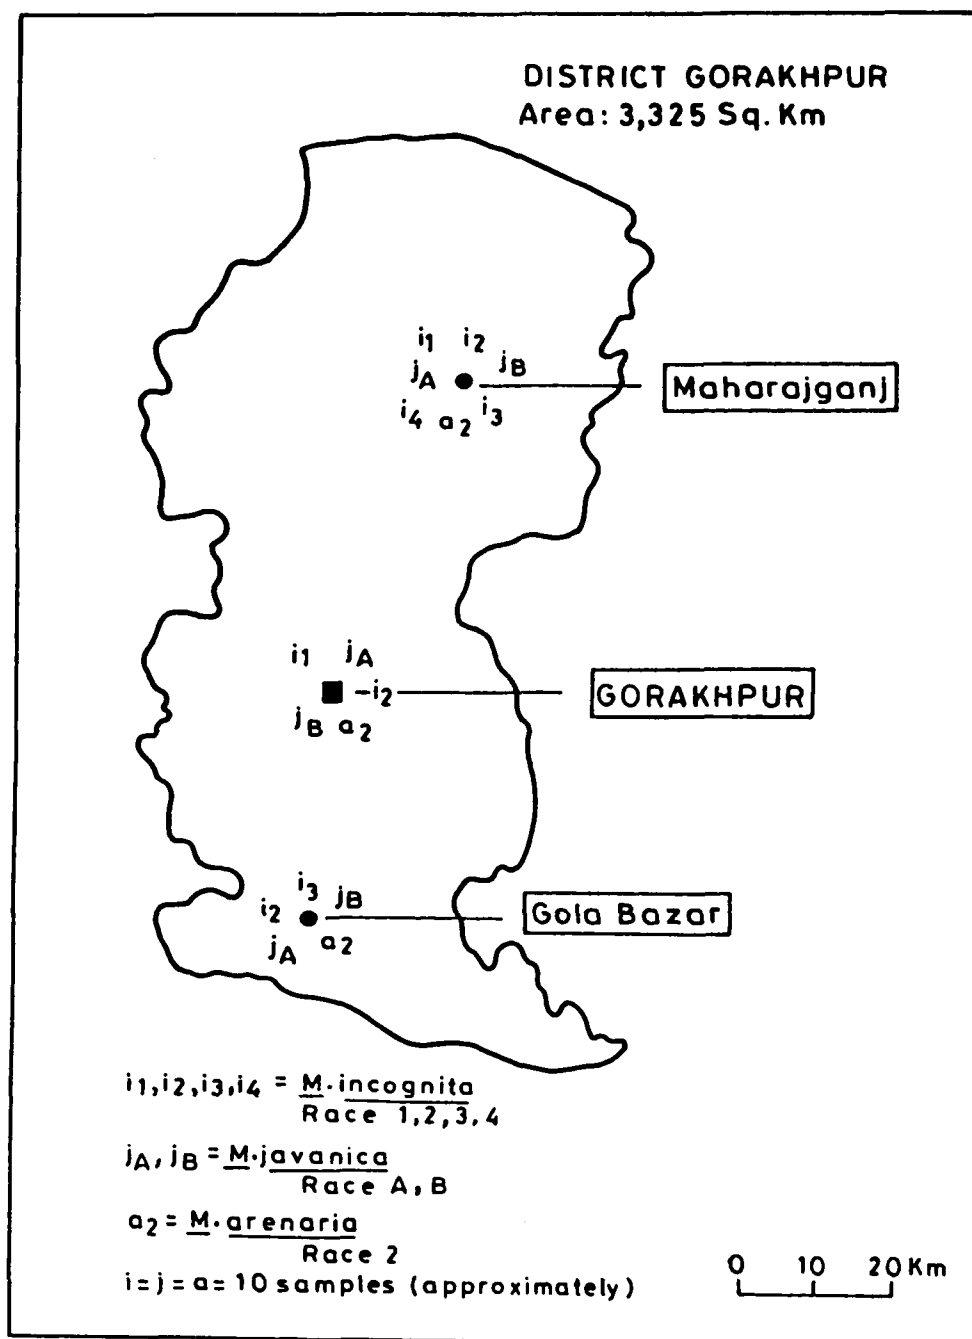 DISTRICT GORAKHPUR
Area: 3,325 Sq. Km
i1 i2
jA jB
Maharajganj
i4 a2 i3
i1 jA
i2
GORAKHPUR
jB a2
i3 jB
i2
Gola Bazar
jA a2
i1,i2,i3,i4 = M. incognita
Race 1,2,3,4
jA, jB = M. javanica
Race A, B
a2 = M. arenaria
Race 2
i=j=a=10 samples (approximately)
0 10 20 Km